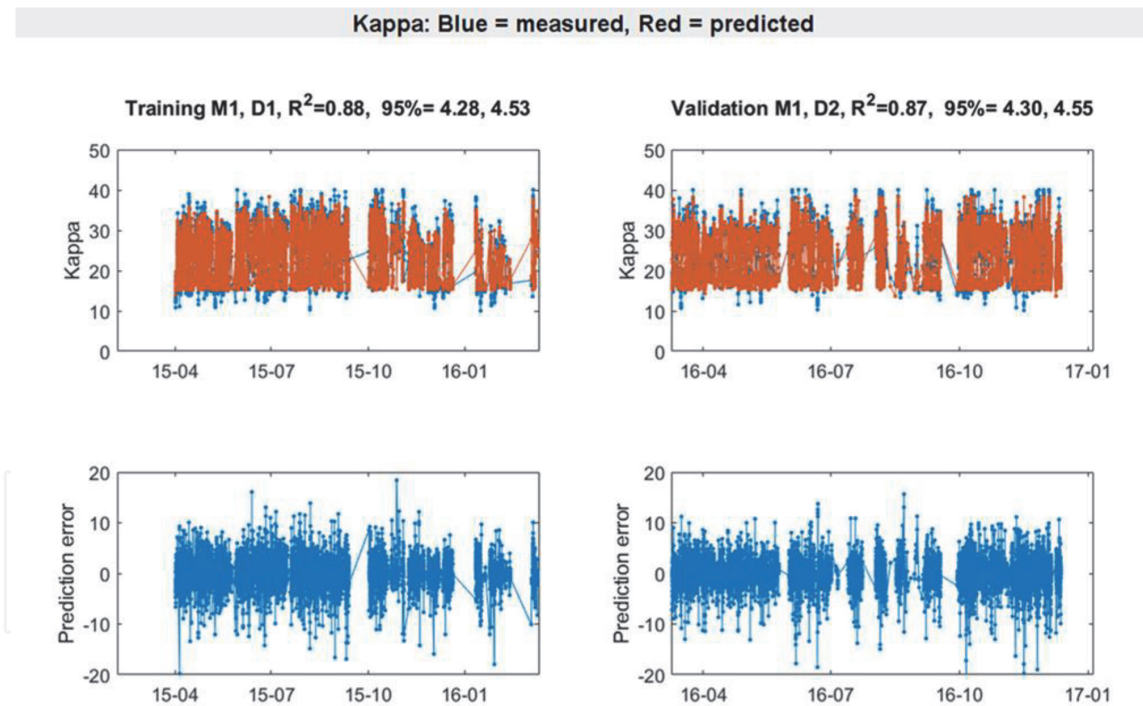 Kappa: Blue = measured, Red = predicted
Training M1, D1, R²=0.88, 95%= 4.28, 4.53
Kappa
50
40
30
20
10
0
15-04 15-07 15-10 16-01
Validation M1, D2, R²=0.87, 95%= 4.30, 4.55
Kappa
50
40
30
20
10
0
16-04 16-07 16-10 17-01
Prediction error
20
10
0
-10
-20
15-04 15-07 15-10 16-01
Prediction error
20
10
0
-10
-20
16-04 16-07 16-10 17-01